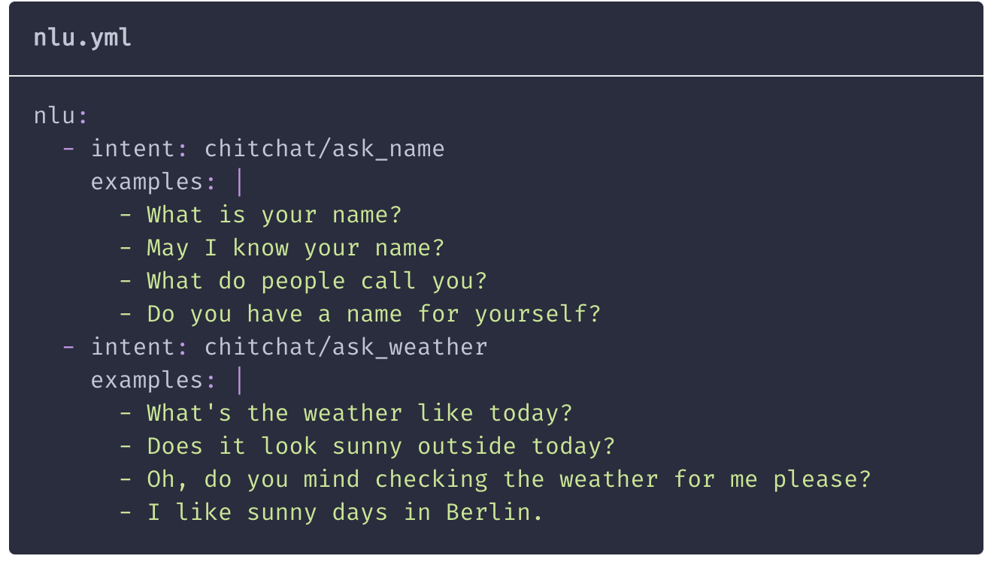 nlu.yml
nlu:
  - intent: chitchat/ask_name
    examples: |
      - What is your name?
      - May I know your name?
      - What do people call you?
      - Do you have a name for yourself?
  - intent: chitchat/ask_weather
    examples: |
      - What's the weather like today?
      - Does it look sunny outside today?
      - Oh, do you mind checking the weather for me please?
      - I like sunny days in Berlin.